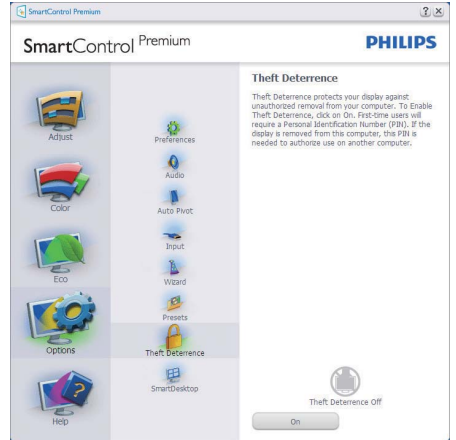 SmartControl Premium
? X
SmartControl Premium
PHILIPS
Adjust
Color
Eco
Options
Help
Preferences
Audio
Auto Pivot
Input
Wizard
Presets
Theft Deterrence
SmartDesktop
Theft Deterrence
Theft Deterrence protects your display against
unauthorized removal from your computer. To Enable
Theft Deterrence, click on On. First-time users will
require a Personal Identification Number (PIN). If the
display is removed from this computer, this PIN is
needed to authorize use on another computer.
Theft Deterrence Off
On